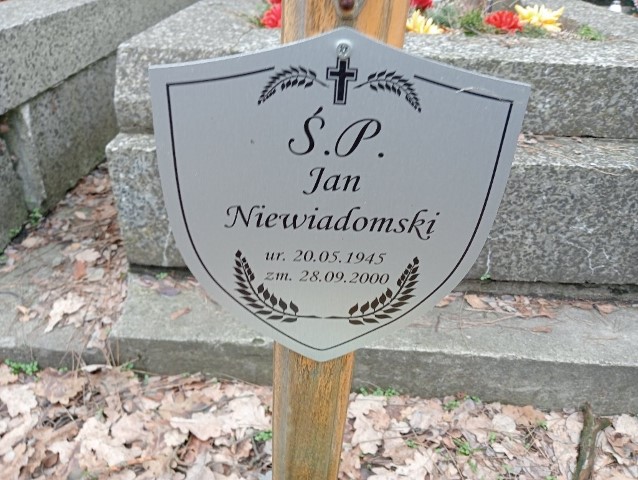 Ś.P.
Jan
Niewiadomski
ur. 20.05.1945
zm. 28.09.2000